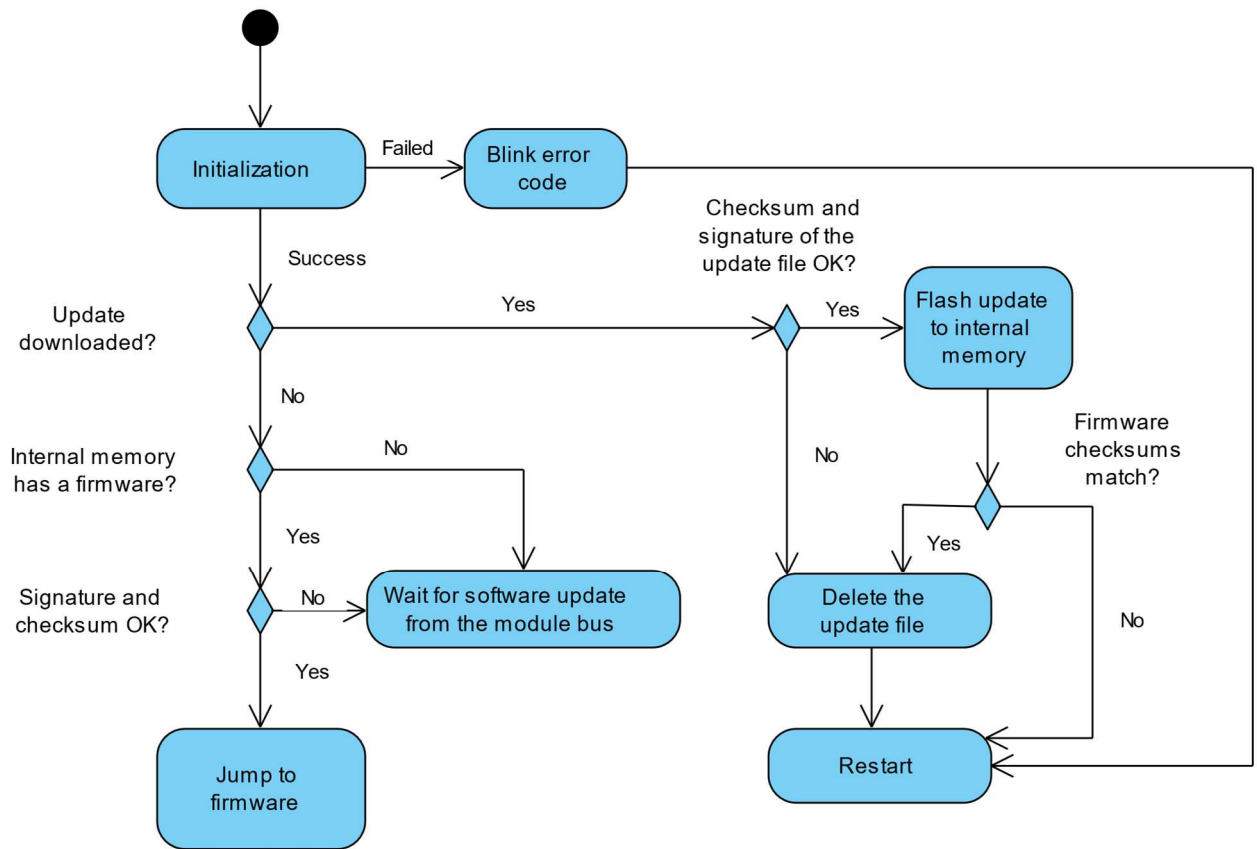 Initialization
Failed
Blink error
code
Success
Checksum and
signature of the
update file OK?
Update
downloaded?
Yes
Yes
Flash update
to internal
memory
No
Internal memory
has a firmware?
No
No
Firmware
checksums
match?
Yes
Yes
Signature and
checksum OK?
No
Wait for software update
from the module bus
Delete the
update file
No
Yes
Jump to
firmware
Restart